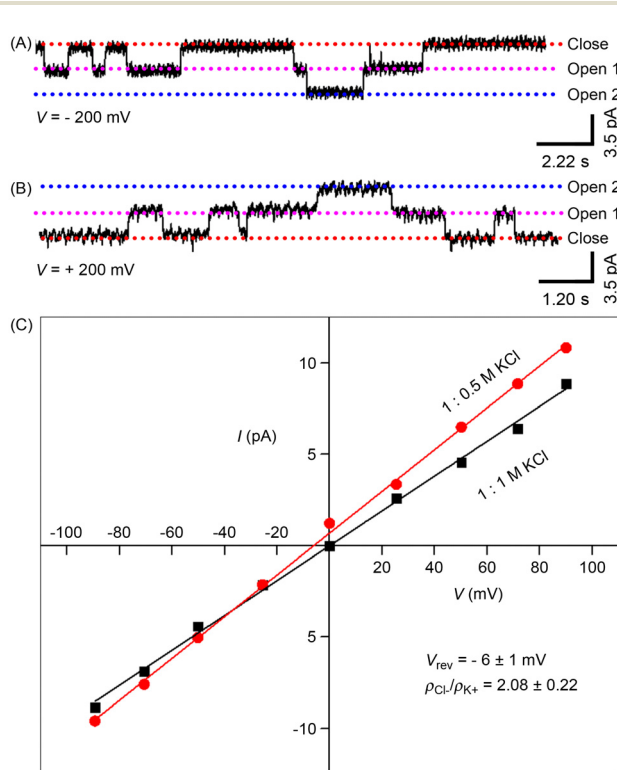 (A)
Close
Open 1
Open 2
V = - 200 mV
3.5 pA
2.22 s
(B)
Open 2
Open 1
Close
V = + 200 mV
3.5 pA
1.20 s
(C)
10
1 : 0.5 M KCl
I (pA)
5
1 : 1 M KCl
-100 -80 -60 -40 -20
20 40 60 80 100
V (mV)
5
Vrev = - 6 ± 1 mV
ρCl-/ρK+ = 2.08 ± 0.22
-10